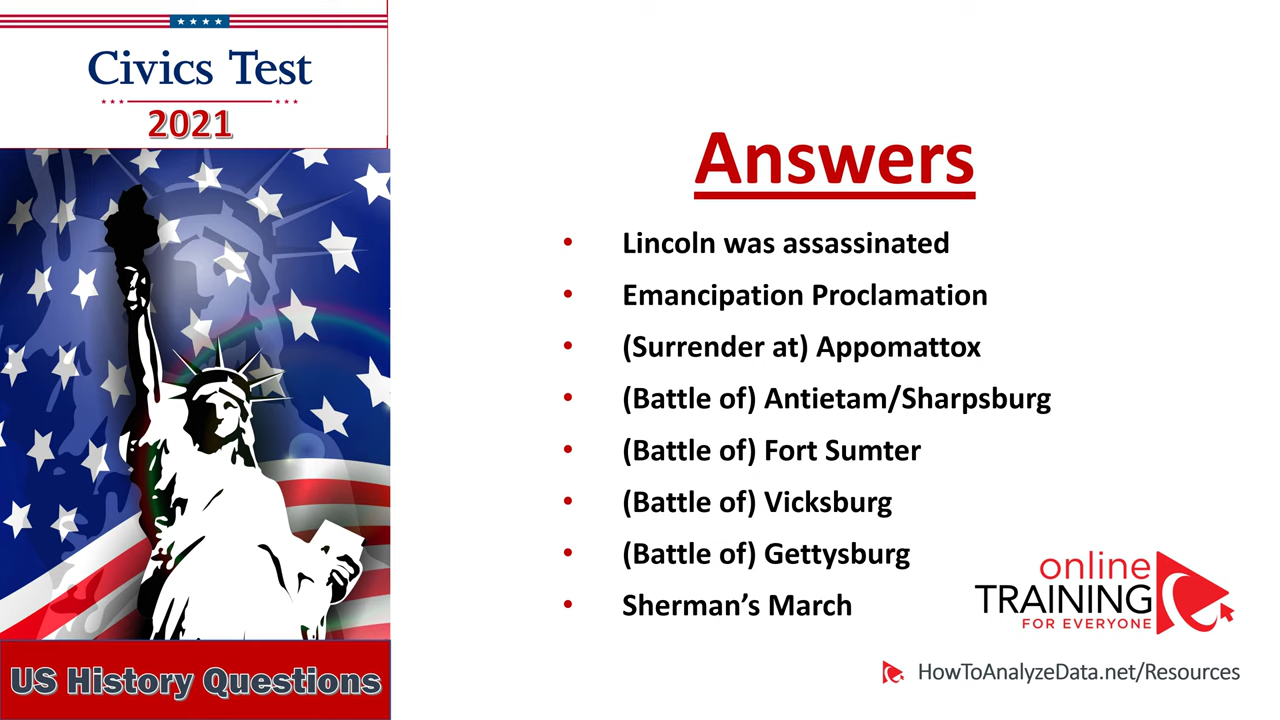 Civics Test
2021
US History Questions
Answers
• Lincoln was assassinated
• Emancipation Proclamation
• (Surrender at) Appomattox
• (Battle of) Antietam/Sharpsburg
• (Battle of) Fort Sumter
• (Battle of) Vicksburg
• (Battle of) Gettysburg
• Sherman’s March
online
TRAINING
FOR EVERYONE
HowToAnalyzeData.net/Resources